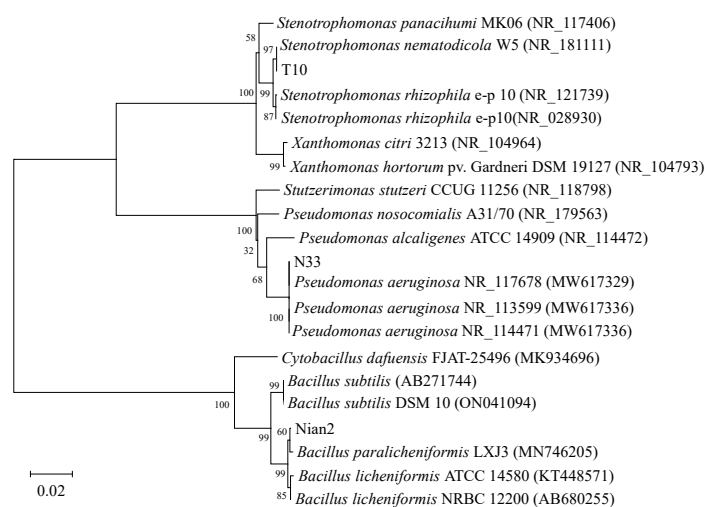 Stenotrophomonas panacihumi MK06 (NR_117406)
58
Stenotrophomonas nematodicola W5 (NR_181111)
97
T10
99
100
Stenotrophomonas rhizophila e-p 10 (NR_121739)
87
Stenotrophomonas rhizophila e-p10(NR_028930)
Xanthomonas citri 3213 (NR_104964)
99
Xanthomonas hortorum pv. Gardneri DSM 19127 (NR_104793)
Stutzerimonas stutzeri CCUG 11256 (NR_118798)
Pseudomonas nosocomialis A31/70 (NR_179563)
100
Pseudomonas alcaligenes ATCC 14909 (NR_114472)
32
N33
68
Pseudomonas aeruginosa NR_117678 (MW617329)
Pseudomonas aeruginosa NR_113599 (MW617336)
100
Pseudomonas aeruginosa NR_114471 (MW617336)
Cytobacillus dafuensis FJAT-25496 (MK934696)
Bacillus subtilis (AB271744)
99
Bacillus subtilis DSM 10 (ON041094)
100
Nian2
60
99
Bacillus paralicheniformis LXJ3 (MN746205)
99
Bacillus licheniformis ATCC 14580 (KT448571)
85
Bacillus licheniformis NRBC 12200 (AB680255)
0.02